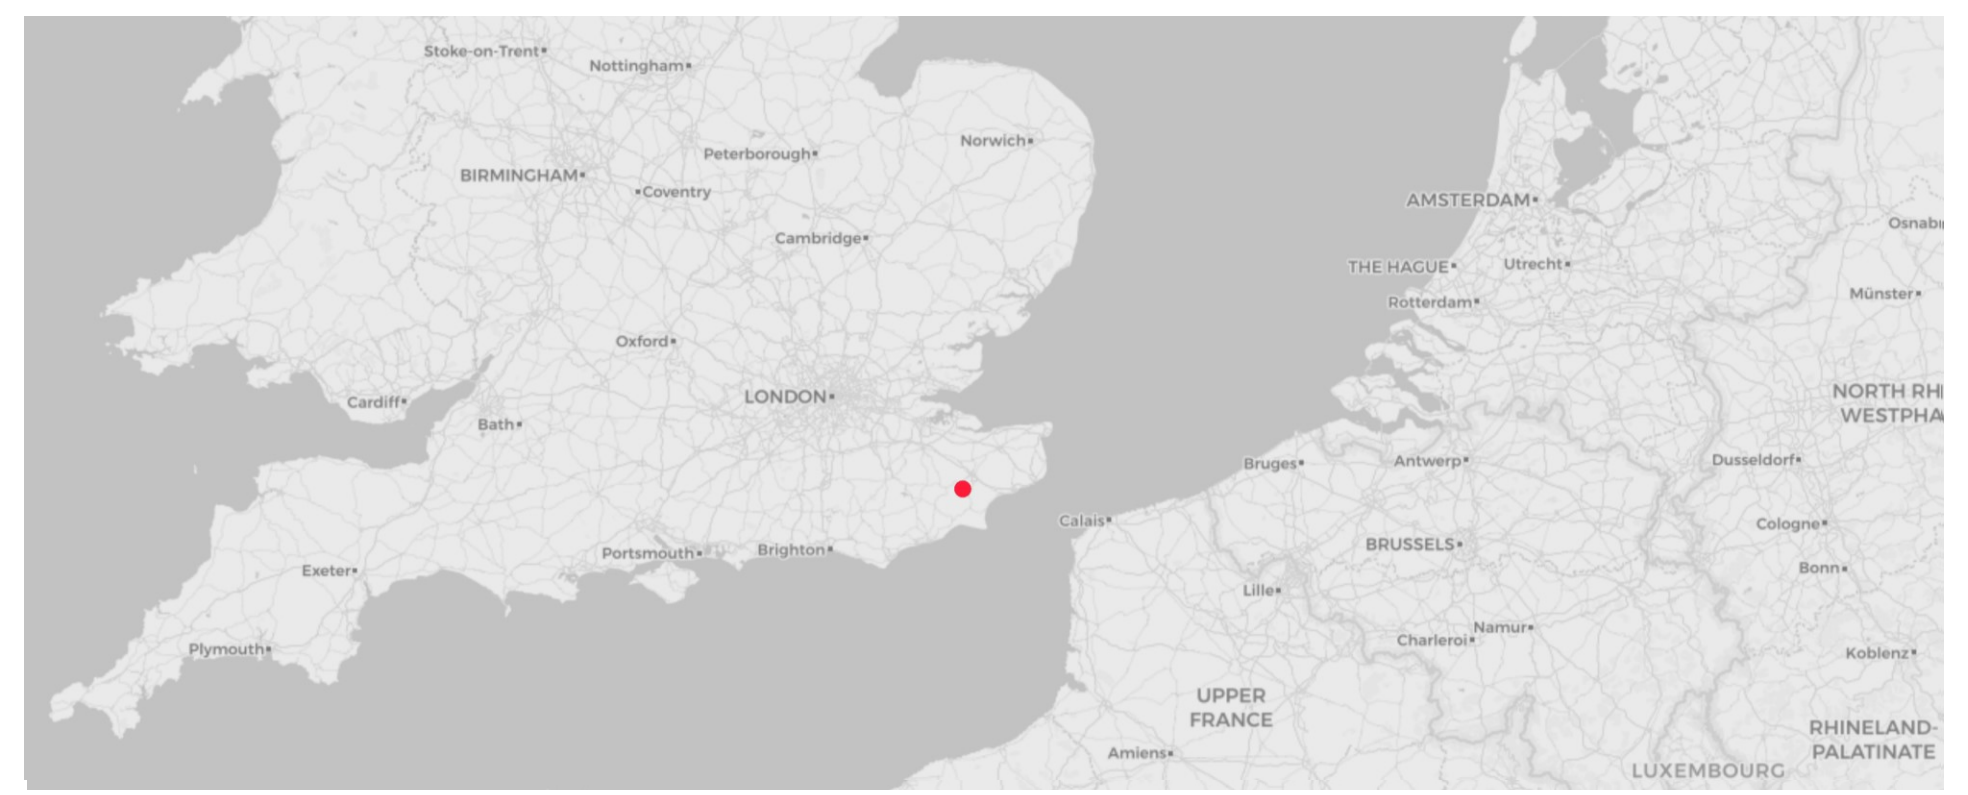 Stoke-on-Trent
Nottingham
Norwich
Peterborough
BIRMINGHAM
Coventry
AMSTERDAM
Osnabr
Cambridge
THE HAGUE
Utrecht
Münster
Rotterdam
Oxford
NORTH RHI
WESTPHA
LONDON
Cardiff
Bath
Bruges
Antwerp
Dusseldorf
Calais
Cologne
Portsmouth
Brighton
BRUSSELS
Exeter
Bonn
Lille
Charleroi
Namur
Plymouth
Koblenz
UPPER
FRANCE
RHINELAND-
PALATINATE
Amiens
LUXEMBOURG